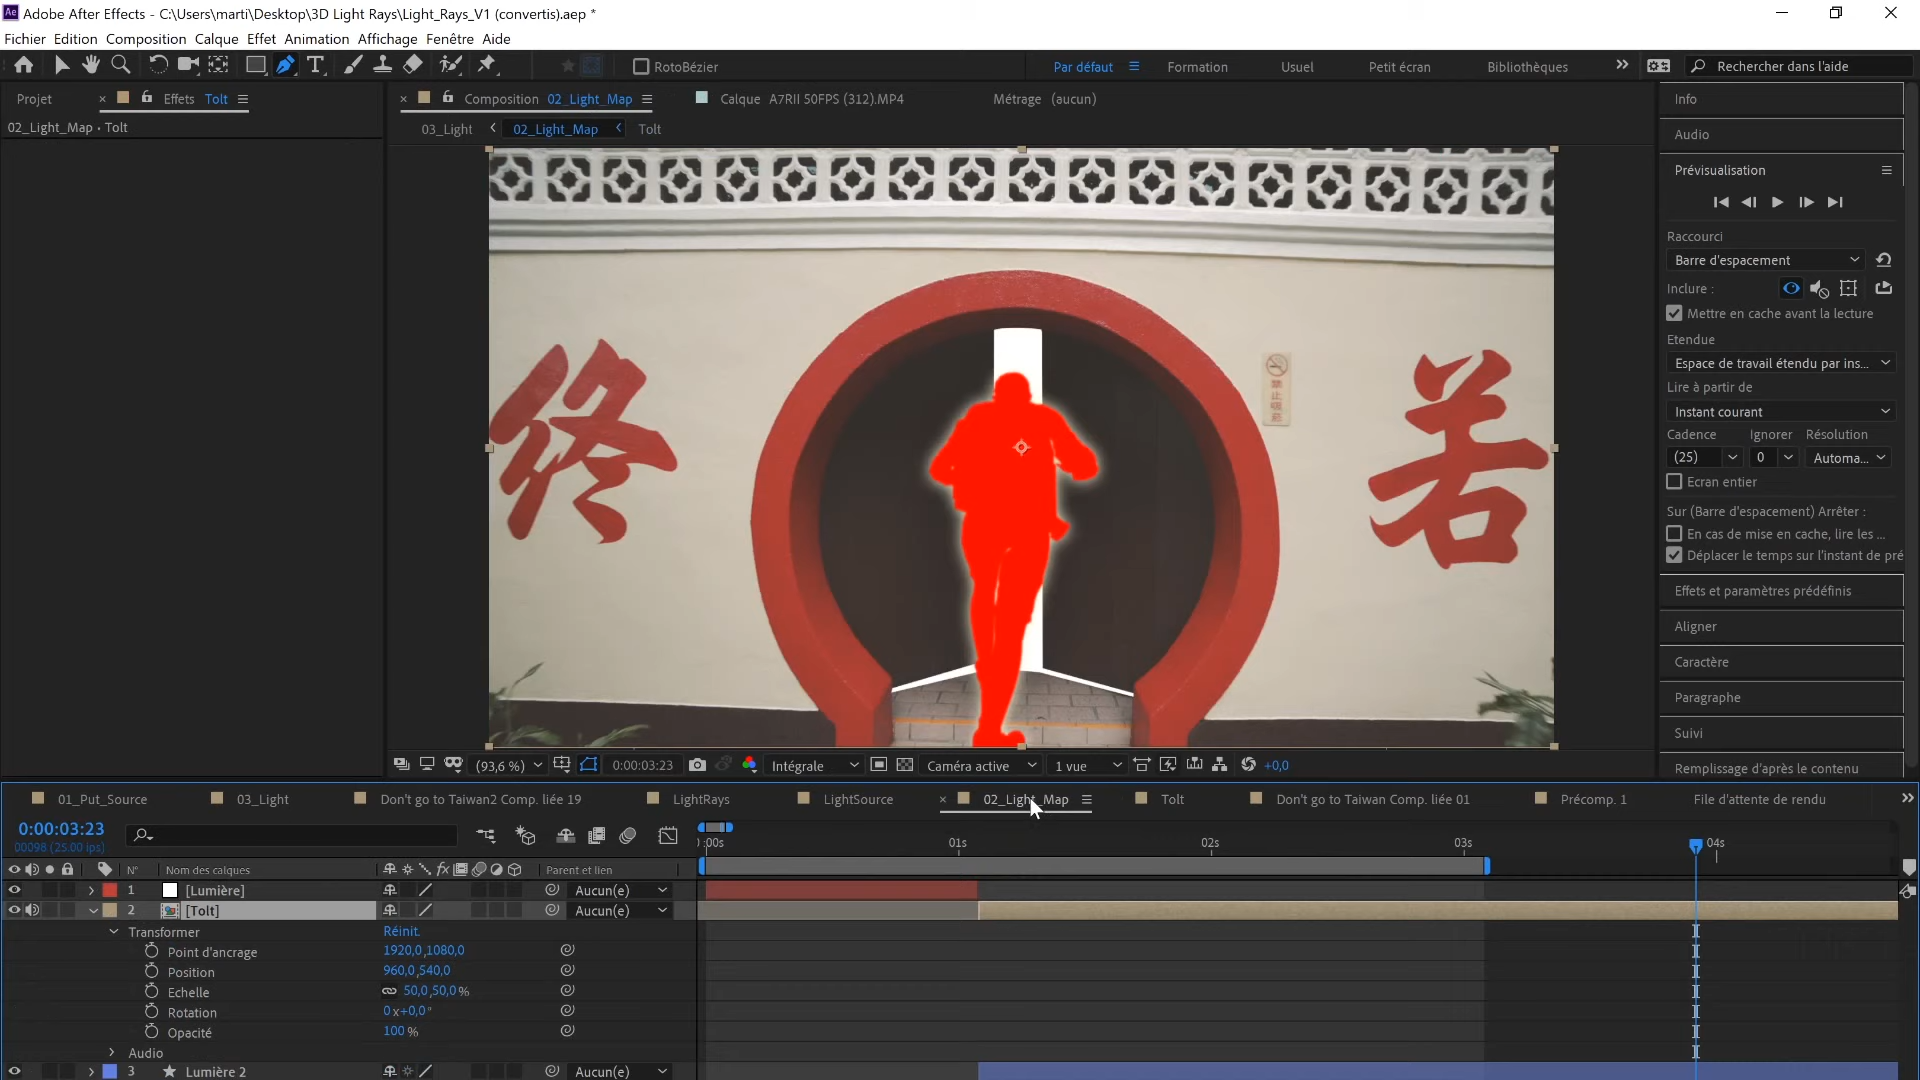 Adobe After Effects - C:\Users\marti\Desktop\3D Light Rays\Light_Rays_V1 (convertis).aep *
Fichier Edition Composition Calque Effet Animation Affichage Fenêtre Aide
RotoBézier
Par défaut Formation Usuel Petit écran Bibliothèques
Rechercher dans l'aide
Projet Effets Tolt
02_Light_Map • Tolt
Composition 02_Light_Map Calque A7RII 50FPS (312).MP4 Métrage (aucun)
03_Light 02_Light_Map Tolt
終
若
禁止吸菸
(93,6 %) 0:00:03:23 Intégrale Caméra active 1 vue +0,0
Info
Audio
Prévisualisation
Raccourci
Barre d'espacement
Inclure :
Mettre en cache avant la lecture
Etendue
Espace de travail étendu par ins...
Lire à partir de
Instant courant
Cadence Ignorer Résolution
(25) 0 Automa...
Ecran entier
Sur (Barre d'espacement) Arrêter :
En cas de mise en cache, lire les ...
Déplacer le temps sur l'instant de pré
Effets et paramètres prédéfinis
Aligner
Caractère
Paragraphe
Suivi
Remplissage d'après le contenu
01_Put_Source 03_Light Don't go to Taiwan2 Comp. liée 19 LightRays LightSource 02_Light_Map Tolt Don't go to Taiwan Comp. liée 01 Précomp. 1 File d'attente de rendu
0:00:03:23
00098 (25.00 ips)
:00s 01s 02s 03s 04s
N° Nom des calques Parent et lien
1 [Lumière] Aucun(e)
2 [Tolt] Aucun(e)
Transformer Réinit.
Point d'ancrage 1920,0,1080,0
Position 960,0,540,0
Echelle 50,0,50,0 %
Rotation 0 x+0,0 °
Opacité 100 %
Audio
3 Lumière 2 Aucun(e)